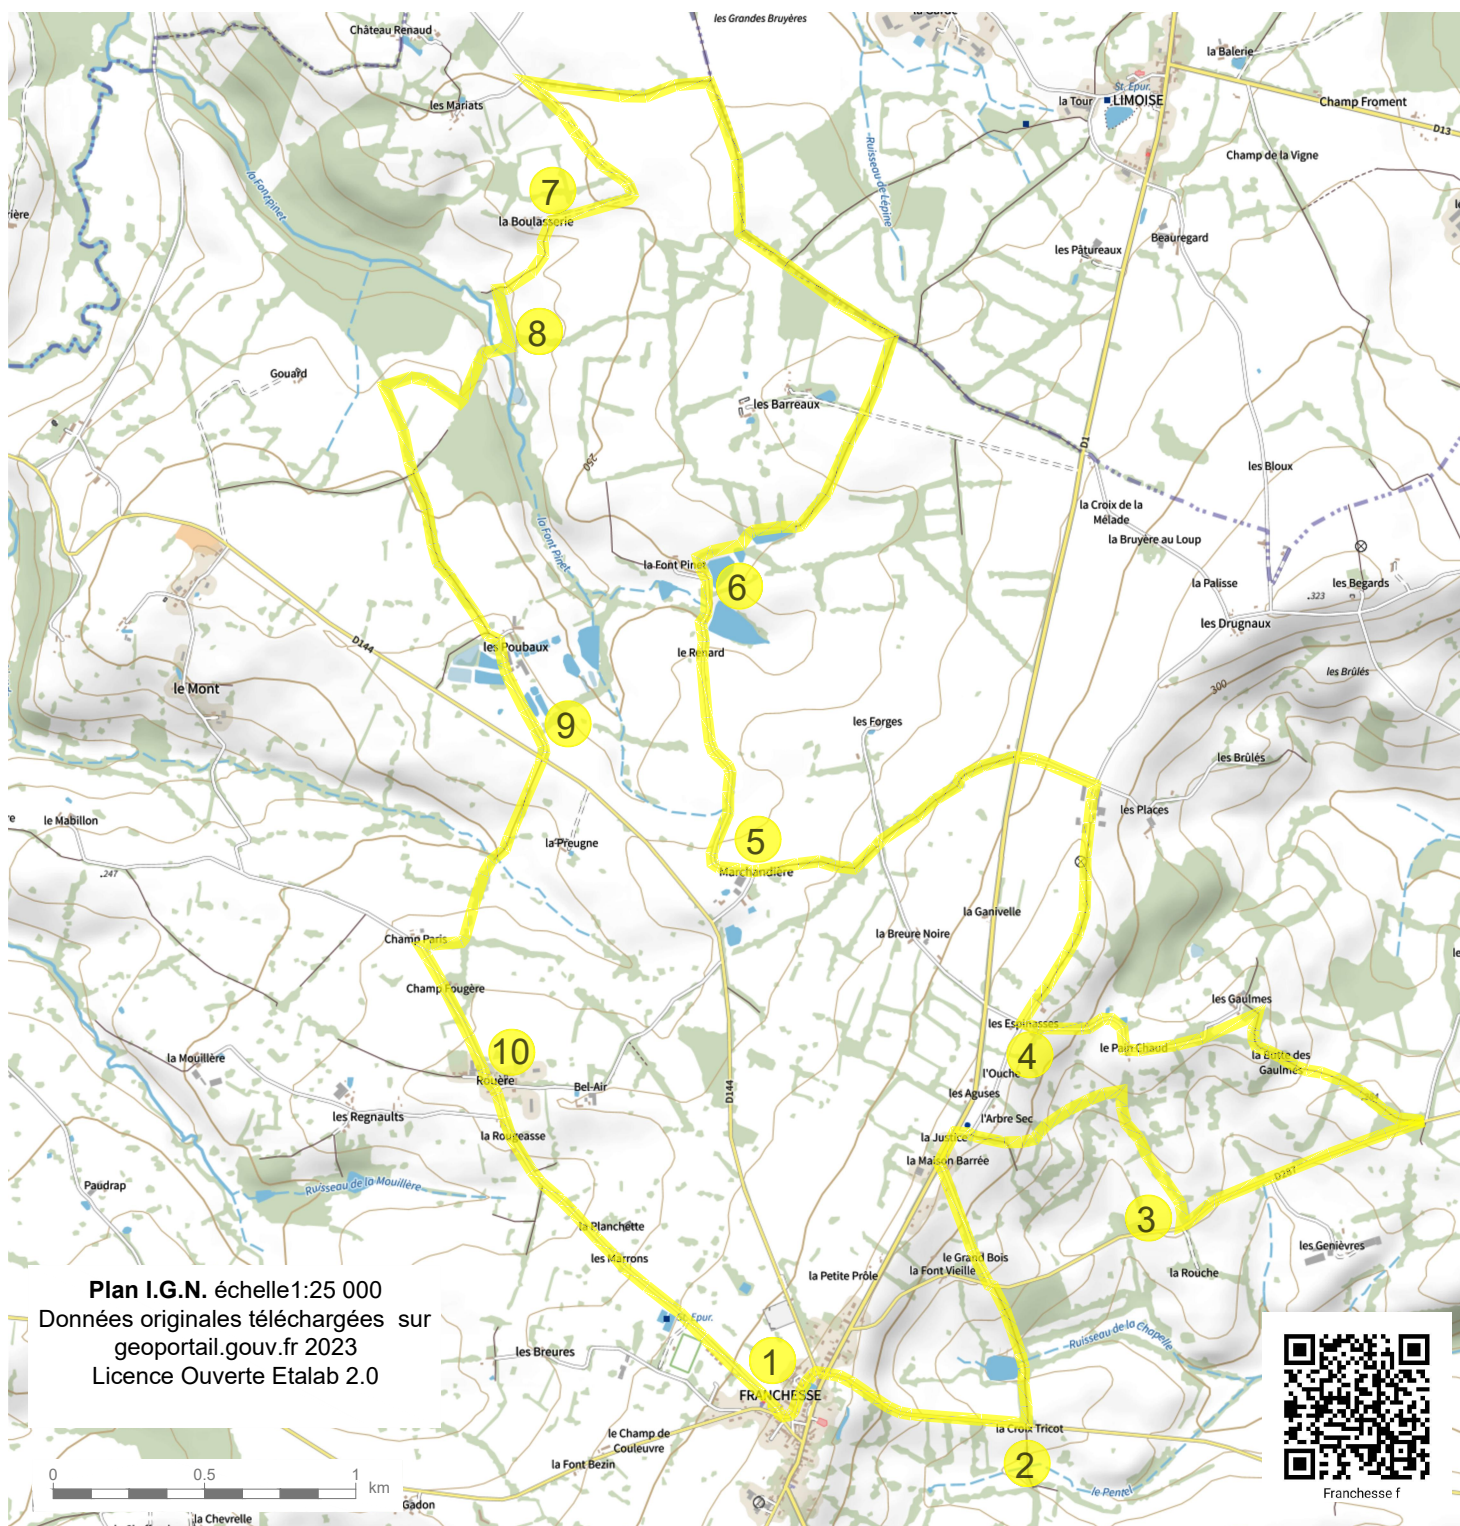 les Grandes Bruyères
Château Renaud
la Balerie
les Mariats
St. Epur.
la Tour
LIMOISE
Champ Froment
D13
Champ de la Vigne
Ruisseau de Lépine
la Fontpinet
7
la Boulasserie
Beauregard
les Pâtureaux
8
Gouard
les Barreaux
D1
250
les Bloux
la Croix de la
Mélade
la Bruyère au Loup
la Font Pinet
la Font Pinet
6
la Palisse
les Begards
.323
les Drugnaux
D144
les Poubaux
le Renard
les Brûlés
300
le Mont
9
les Forges
les Brûlés
les Places
le Mabillon
5
la Preugne
.247
Marchandière
la Ganivelle
la Breure Noire
Champ Paris
Champ Fougère
les Gaulmes
les Espinasses
10
4
le Pain Chaud
la Butte des
Gaulmes
la Mouillère
Rouère
Bel-Air
l'Ouche
les Aguses
D144
les Regnaults
l'Arbre Sec
la Justice
la Rougeasse
la Maison Barrée
Paudrap
Ruisseau de la Mouillère
D287
3
la Planchette
les Marrons
le Grand Bois
la Font Vieille
la Petite Prôle
la Rouche
les Genièvres
Plan I.G.N. échelle1:25 000
Données originales téléchargées sur
geoportail.gouv.fr 2023
Licence Ouverte Etalab 2.0
St. Epur.
Ruisseau de la Chapelle
les Breures
1
FRANCHESSE
le Champ de
Couleuvre
la Croix Tricot
la Font Bezin
2
le Pentel
0 0.5 1
km
Gadon
la Chevrelle
Franchesse f